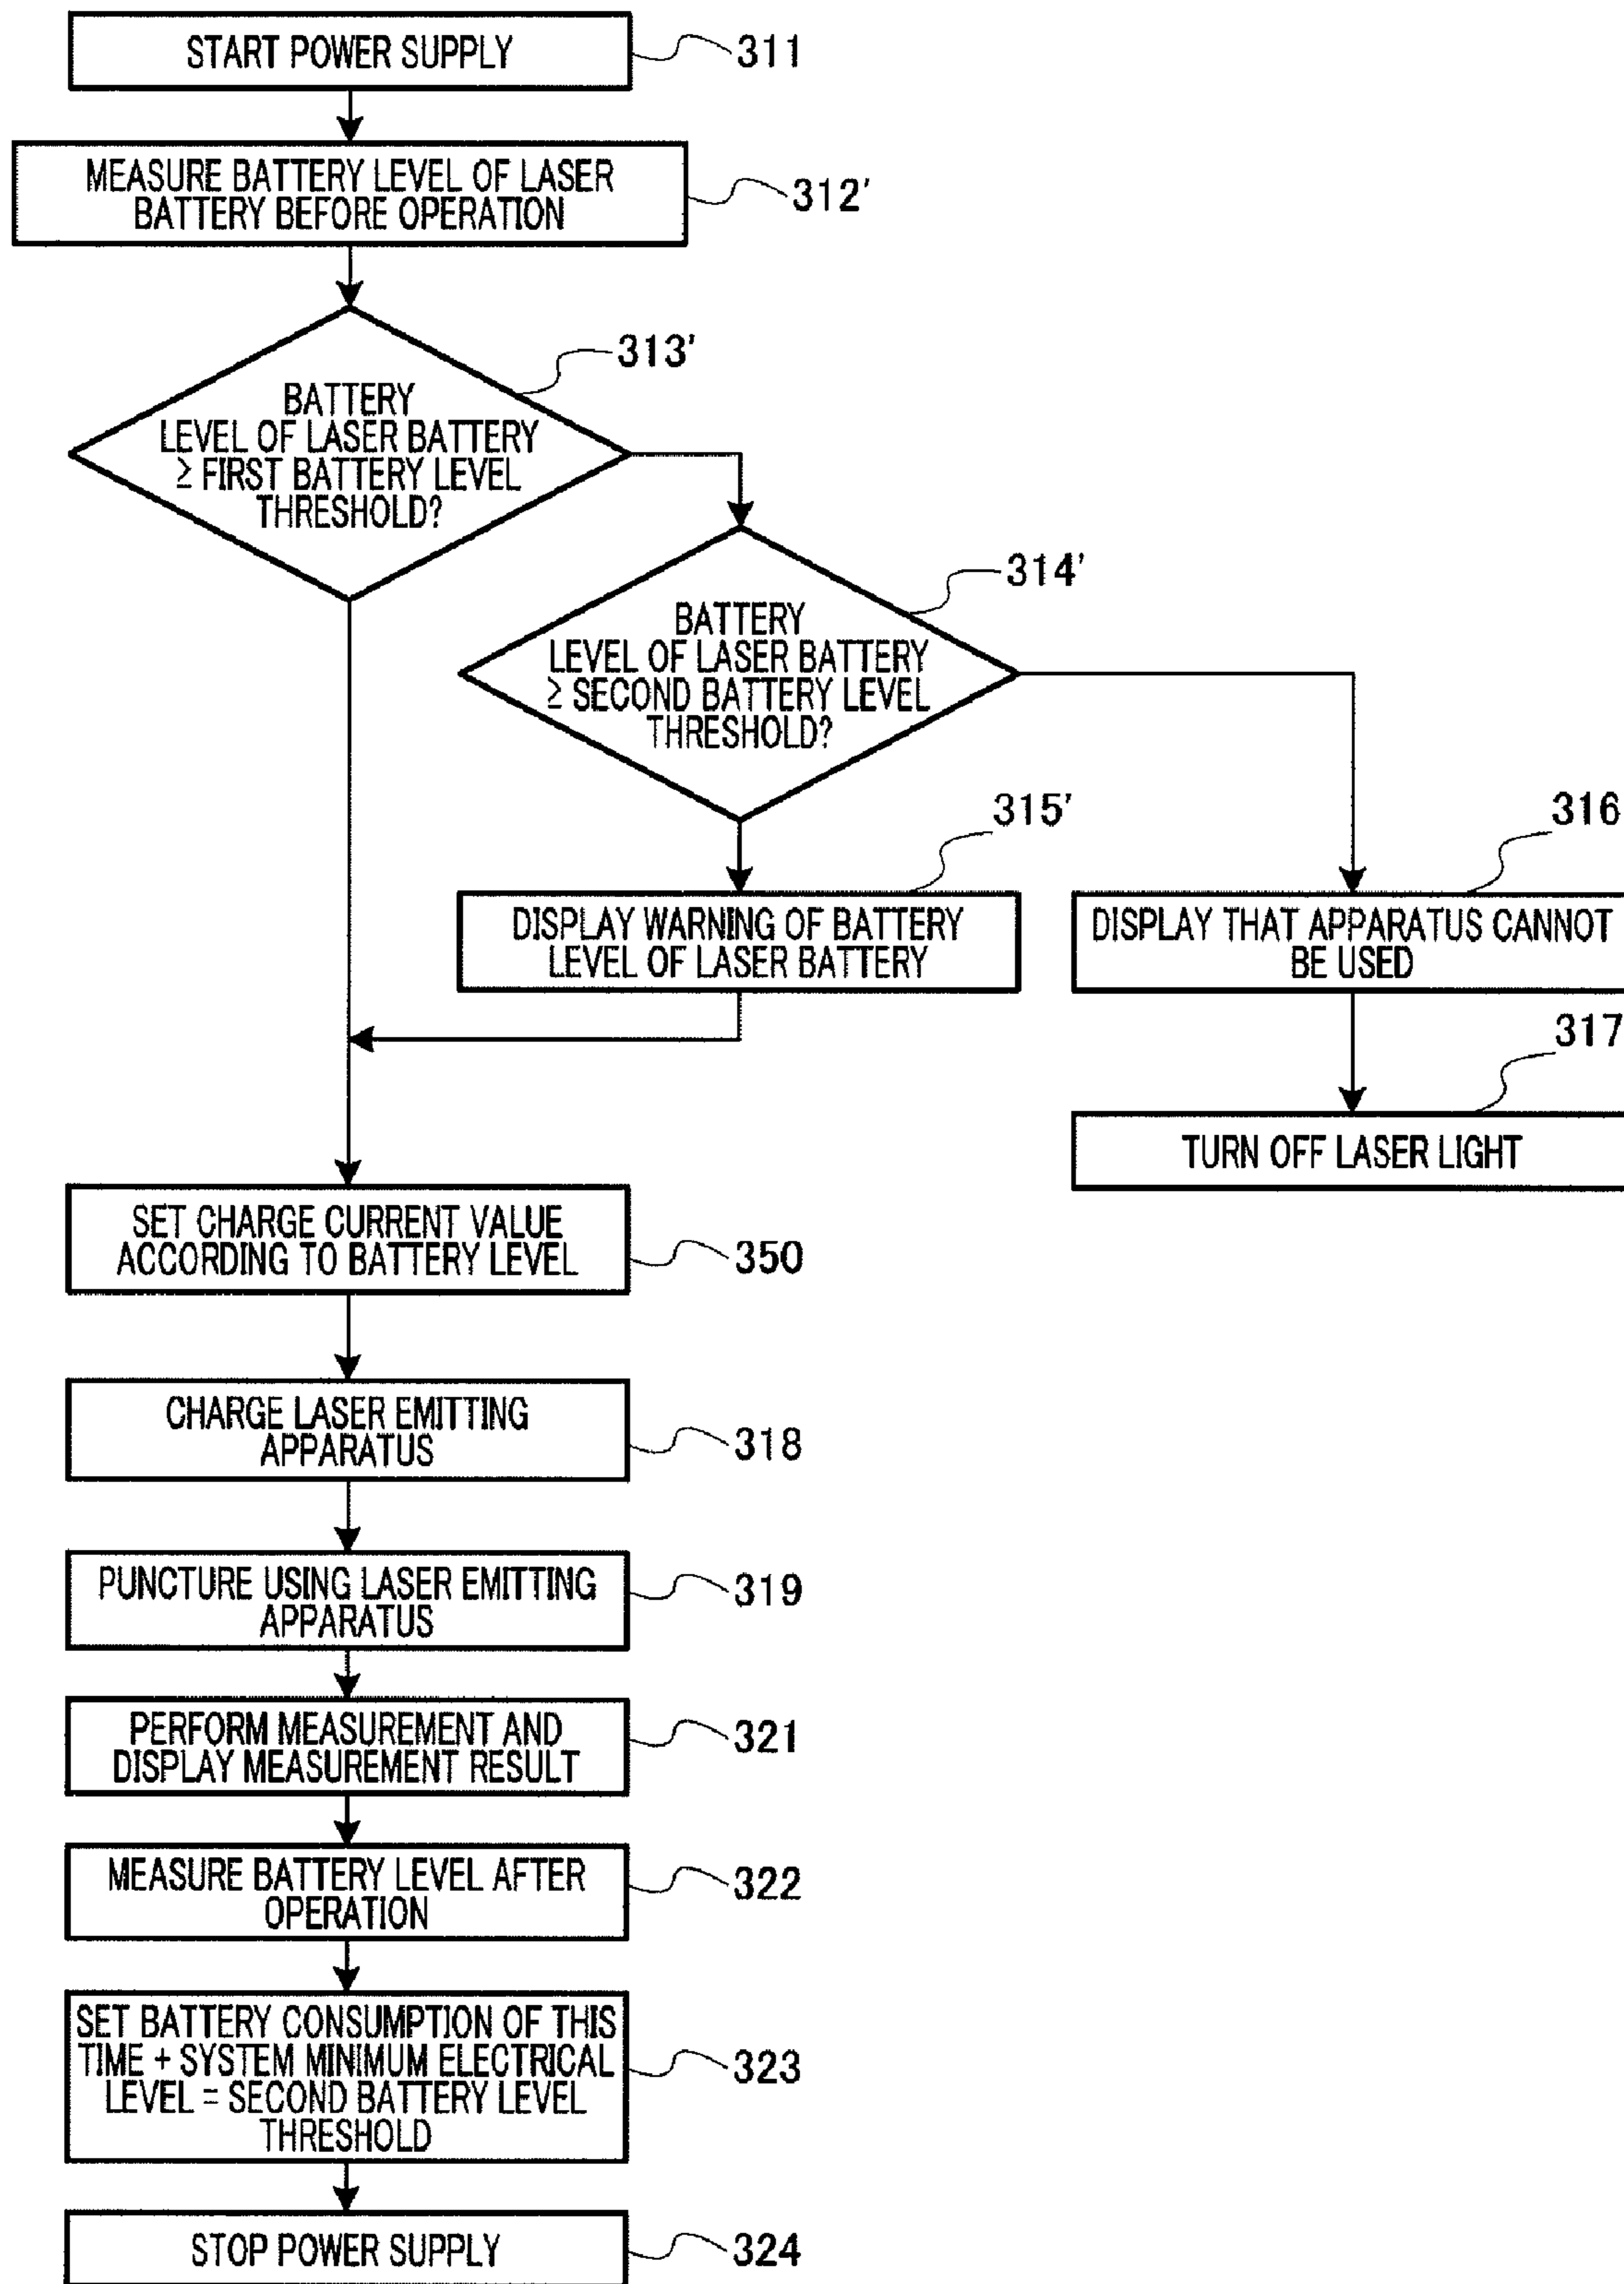 START POWER SUPPLY
311
MEASURE BATTERY LEVEL OF LASER
BATTERY BEFORE OPERATION
312'
313'
BATTERY
LEVEL OF LASER BATTERY
≥ FIRST BATTERY LEVEL
THRESHOLD?
314'
BATTERY
LEVEL OF LASER BATTERY
≥ SECOND BATTERY LEVEL
THRESHOLD?
315'
DISPLAY WARNING OF BATTERY
LEVEL OF LASER BATTERY
316
DISPLAY THAT APPARATUS CANNOT
BE USED
317
TURN OFF LASER LIGHT
SET CHARGE CURRENT VALUE
ACCORDING TO BATTERY LEVEL
350
CHARGE LASER EMITTING
APPARATUS
318
PUNCTURE USING LASER EMITTING
APPARATUS
319
PERFORM MEASUREMENT AND
DISPLAY MEASUREMENT RESULT
321
MEASURE BATTERY LEVEL AFTER
OPERATION
322
SET BATTERY CONSUMPTION OF THIS
TIME + SYSTEM MINIMUM ELECTRICAL
LEVEL = SECOND BATTERY LEVEL
THRESHOLD
323
STOP POWER SUPPLY
324